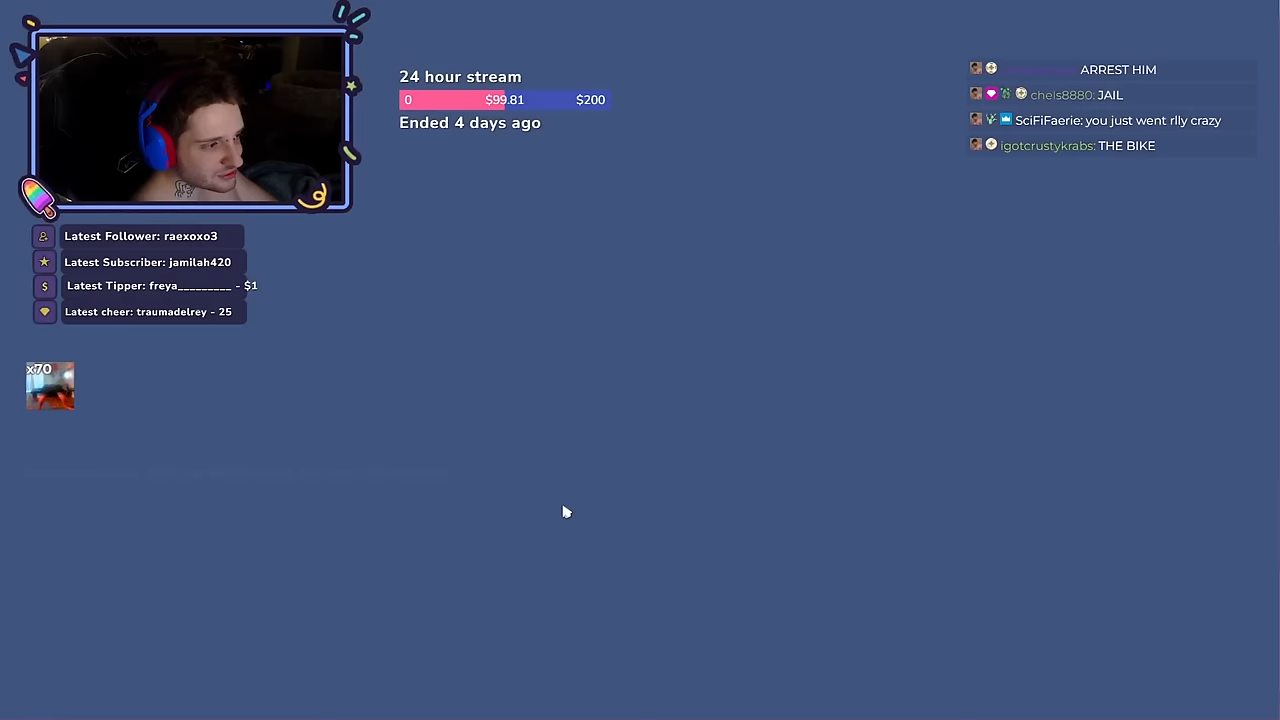 24 hour stream
0 $99.81 $200
Ended 4 days ago
ARREST HIM
chels8880: JAIL
SciFiFaerie: you just went rlly crazy
igotcrustykrabs: THE BIKE
Latest Follower: raexoxo3
Latest Subscriber: jamilah420
Latest Tipper: freya_________ - $1
Latest cheer: traumadelrey - 25
x70